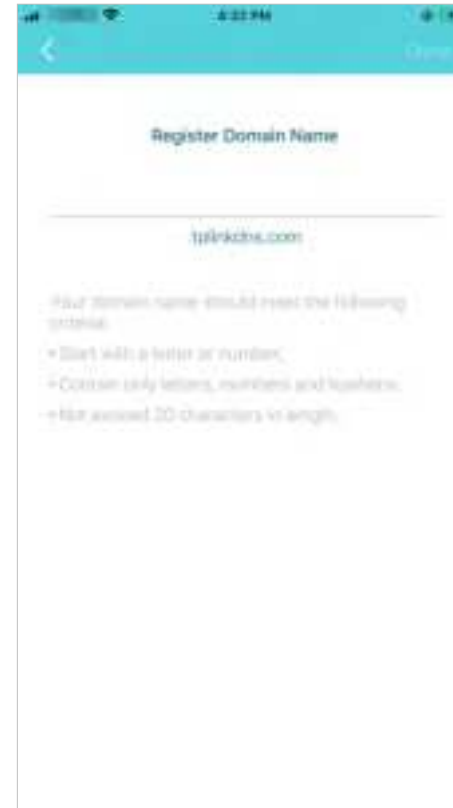 4:22 PM
Register Domain Name
tplinkdns.com
Your domain name should meet the following
criteria:
• Start with a letter or number;
• Contain only letters, numbers and hyphens;
• Not exceed 20 characters in length.